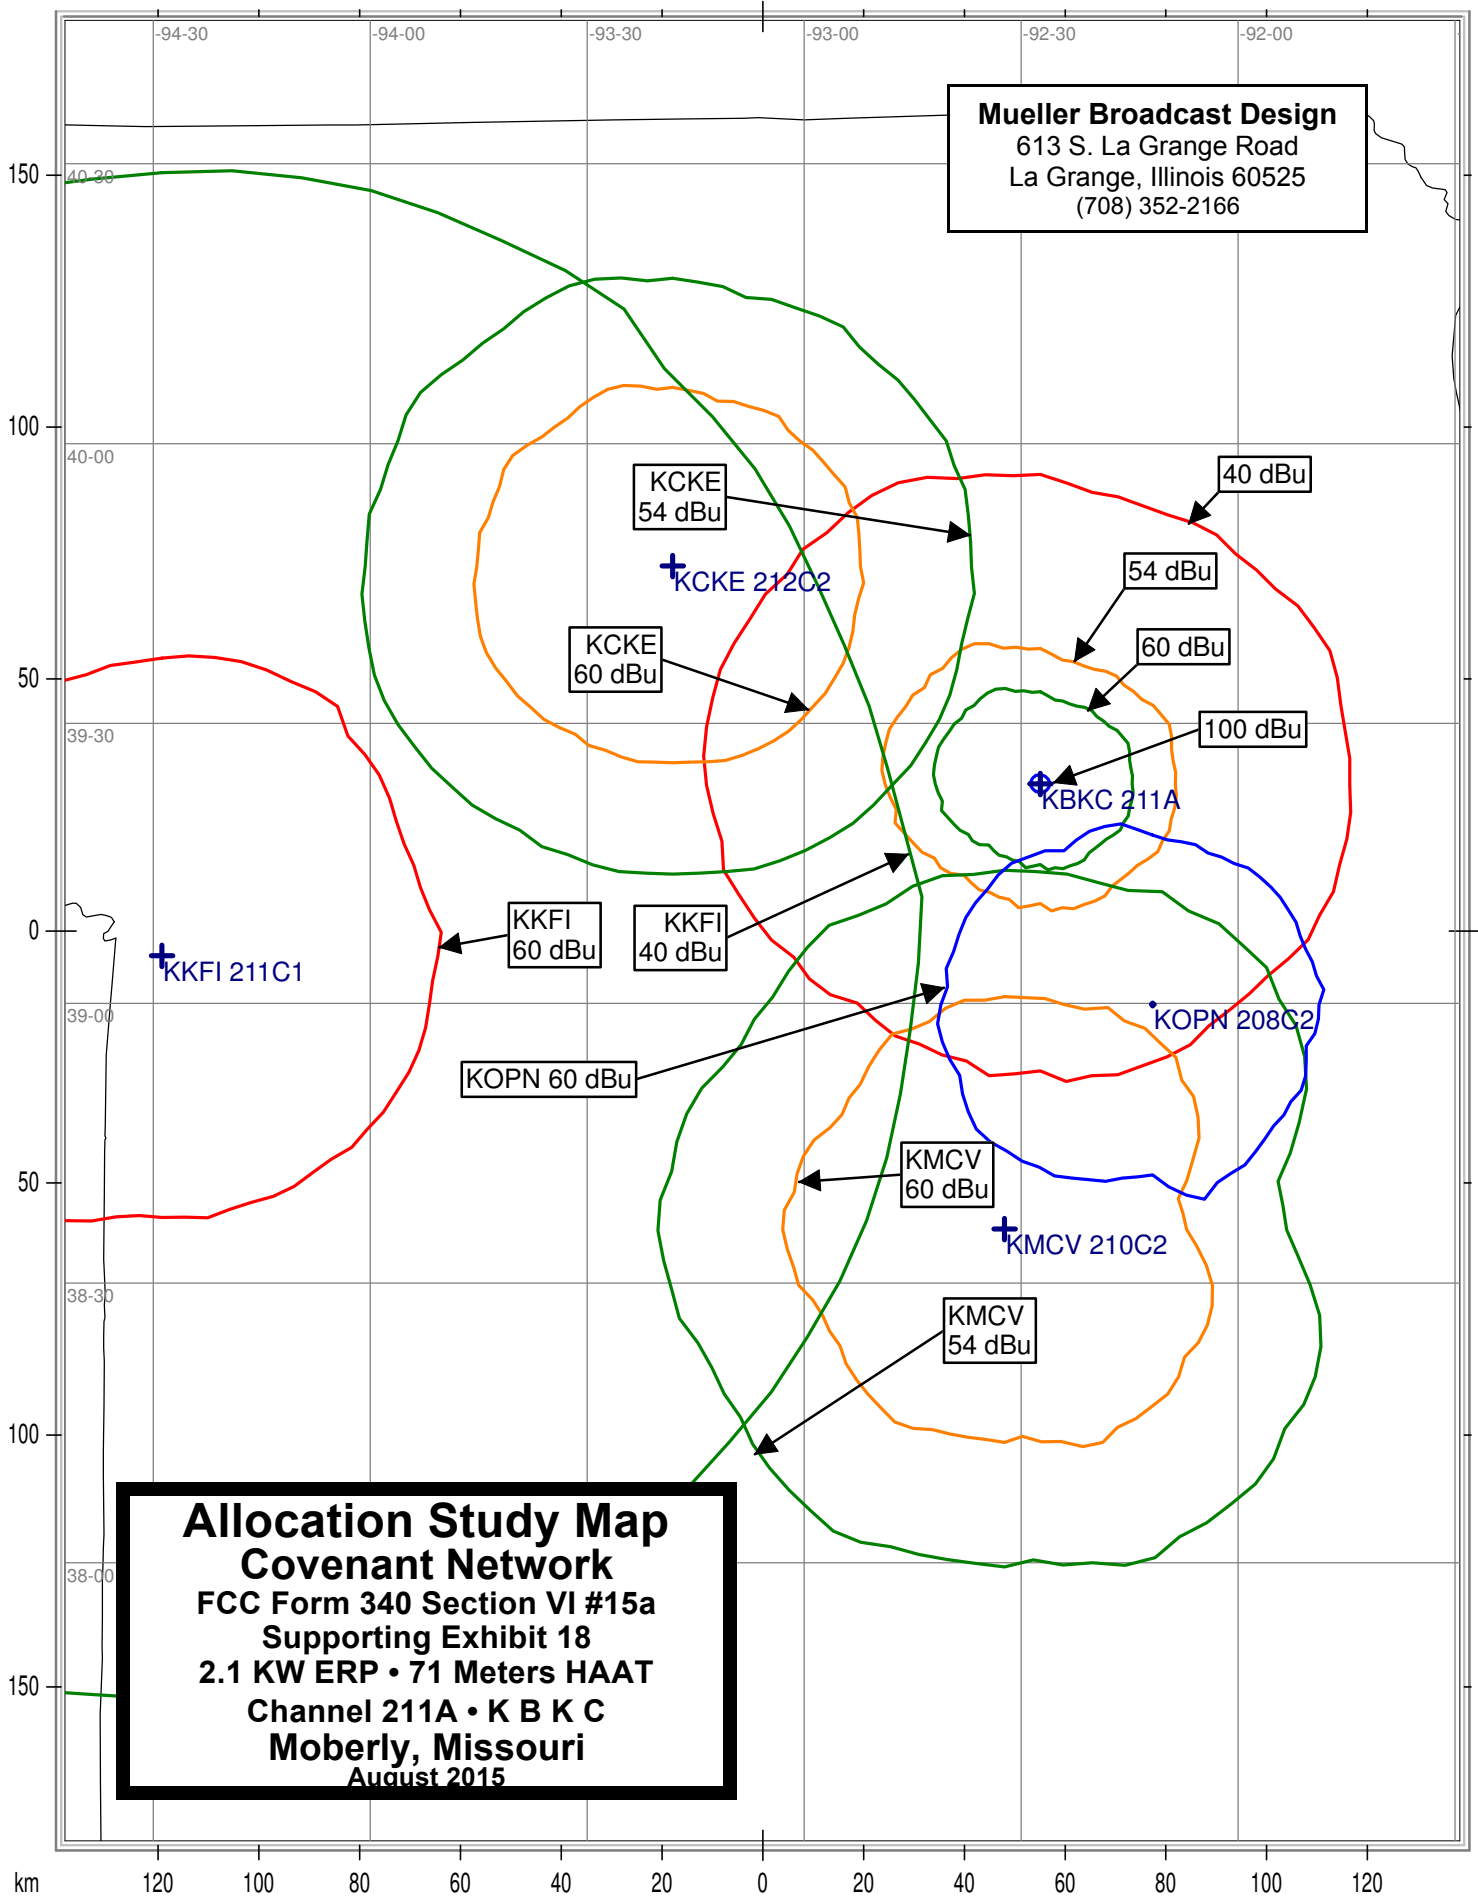 -94-30
-94-00
-93-30
-93-00
-92-30
-92-00
Mueller Broadcast Design
613 S. La Grange Road
La Grange, Illinois 60525
(708) 352-2166
150
40-30
100
40-00
KCKE
54 dBu
40 dBu
54 dBu
KCKE 212C2
KCKE
60 dBu
60 dBu
50
39-30
100 dBu
KBKC 211A
0
KKFI
60 dBu
KKFI
40 dBu
KKFI 211C1
39-00
KOPN 208C2
KOPN 60 dBu
50
KMCV
60 dBu
KMCV 210C2
38-30
KMCV
54 dBu
100
38-00
Allocation Study Map
Covenant Network
FCC Form 340 Section VI #15a
Supporting Exhibit 18
2.1 KW ERP • 71 Meters HAAT
Channel 211A • K B K C
Moberly, Missouri
August 2015
150
km
120
100
80
60
40
20
0
20
40
60
80
100
120